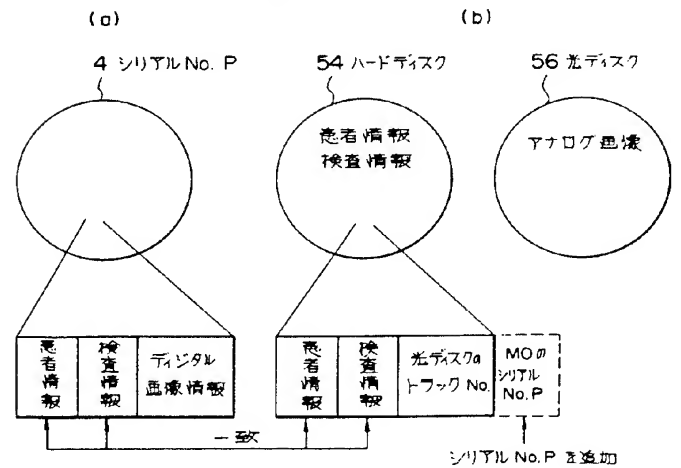 (a)
(b)
4 シリアルNo. P
54 ハードディスク
56 光ディスク
患者情報
検査情報
アナログ画像
患者情報
検査情報
ディジタル
画像情報
患者情報
検査情報
光ディスクの
トラックNo.
MOの
シリアル
No. P
一致
シリアルNo. Pを追加